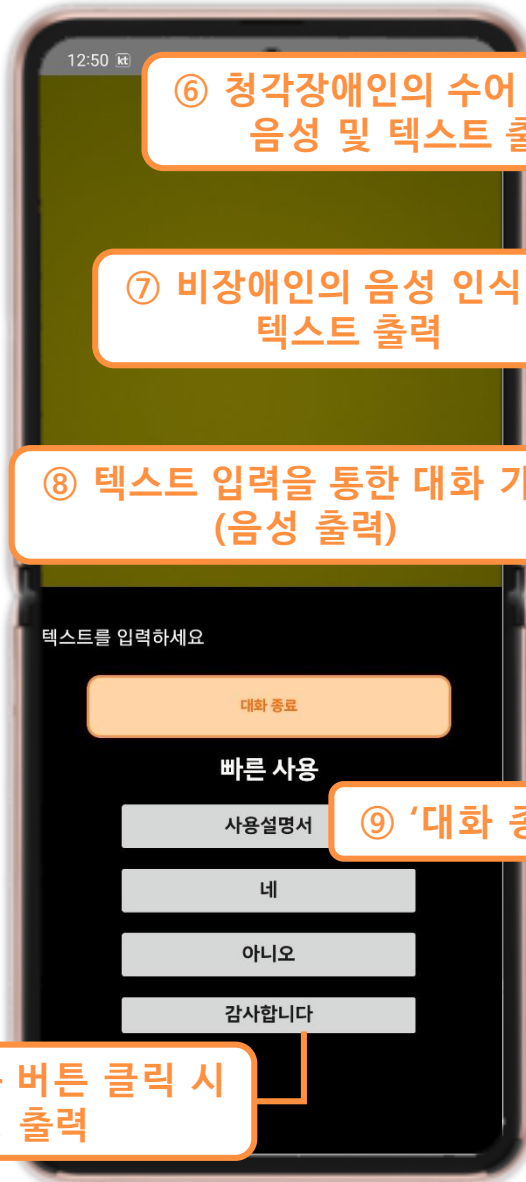 12:50 kt
⑥ 청각장애인의 수어
음성 및 텍스트
⑦ 비장애인의 음성 인식
텍스트 출력
⑧ 텍스트 입력을 통한 대화
(음성 출력)
텍스트를 입력하세요
대화 종료
빠른 사용
사용설명서
⑨ ‘대화
네
아니오
감사합니다
버튼 클릭 시
출력